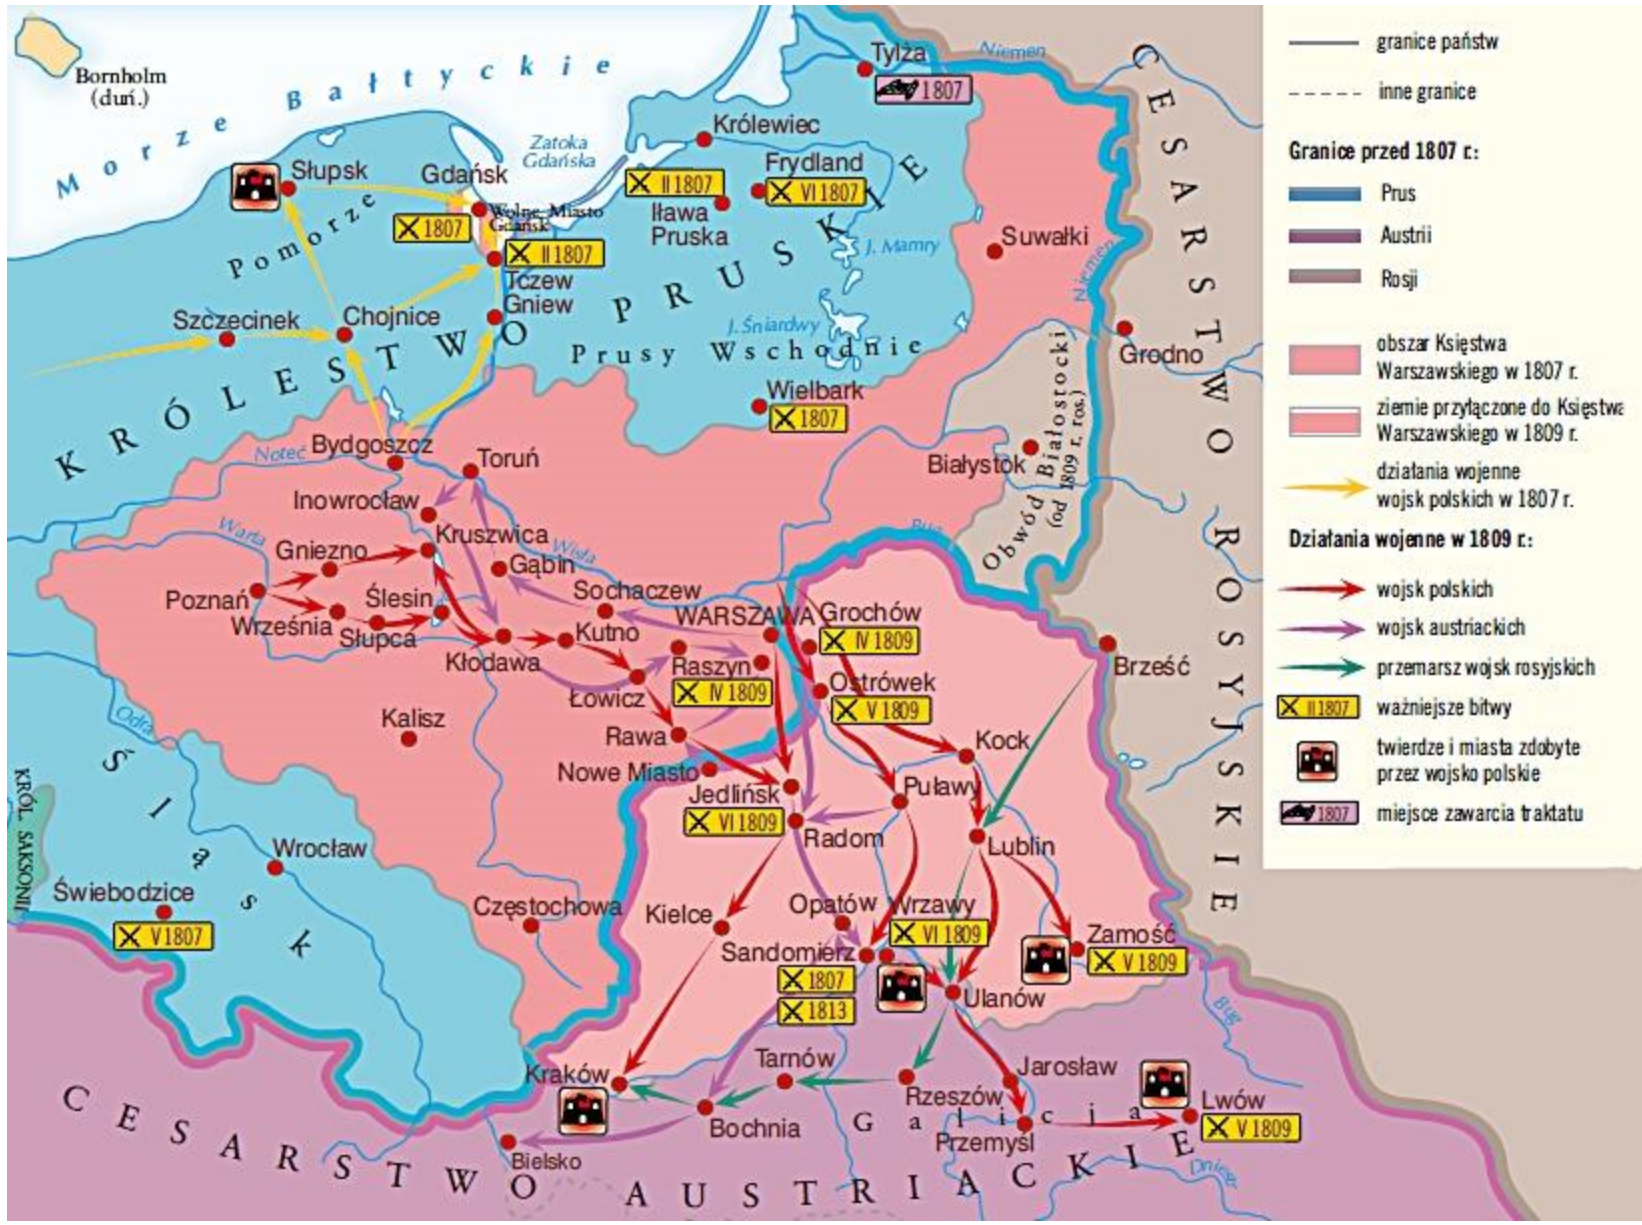 Bornholm
(duń.)
Morze Bałtyckie
Zatoka
Gdańska
Tylża
1807
Niemen
CESARSTWO ROSYJSKIE
Królewiec
Słupsk
Gdańsk
II 1807
Frydland
VI 1807
Wolne Miasto
Gdańsk
1807
Iława
Pruska
II 1807
Pomorze
J. Mamry
Suwałki
Niemen
Tczew
Gniew
Szczecinek
Chojnice
J. Śniardwy
KRÓLESTWO PRUSKIE
Prusy Wschodnie
Grodno
Wielbark
1807
Bydgoszcz
Noteć
Toruń
Białystok
Obwód Białostocki
(od 1809 r. ros.)
Inowrocław
Warta
Kruszwica
Gniezno
Wisła
Bug
Gąbin
Poznań
Ślesin
Sochaczew
WARSZAWA
Grochów
IV 1809
Września
Słupca
Kutno
Kłodawa
Raszyn
IV 1809
Brześć
Łowicz
Ostrówek
V 1809
Odra
Kalisz
Rawa
Kock
Nowe Miasto
Jedlińsk
VI 1809
Puławy
Radom
Lublin
KRÓL. SAKSONII
Śląsk
Wrocław
Świebodzice
V 1807
Częstochowa
Kielce
Opatów
Wrzawy
VI 1809
Sandomierz
1807
1813
Zamość
V 1809
Ulanów
Bug
Kraków
Tarnów
Jarosław
Rzeszów
Lwów
V 1809
Bochnia
Galicja
Przemyśl
Bielsko
Dniestr
CESARSTWO AUSTRIACKIE
granice państw
inne granice
Granice przed 1807 r.:
Prus
Austrii
Rosji
obszar Księstwa
Warszawskiego w 1807 r.
ziemie przyłączone do Księstwa
Warszawskiego w 1809 r.
działania wojenne
wojsk polskich w 1807 r.
Działania wojenne w 1809 r.:
wojsk polskich
wojsk austriackich
przemarsz wojsk rosyjskich
II 1807
ważniejsze bitwy
twierdze i miasta zdobyte
przez wojsko polskie
1807
miejsce zawarcia traktatu